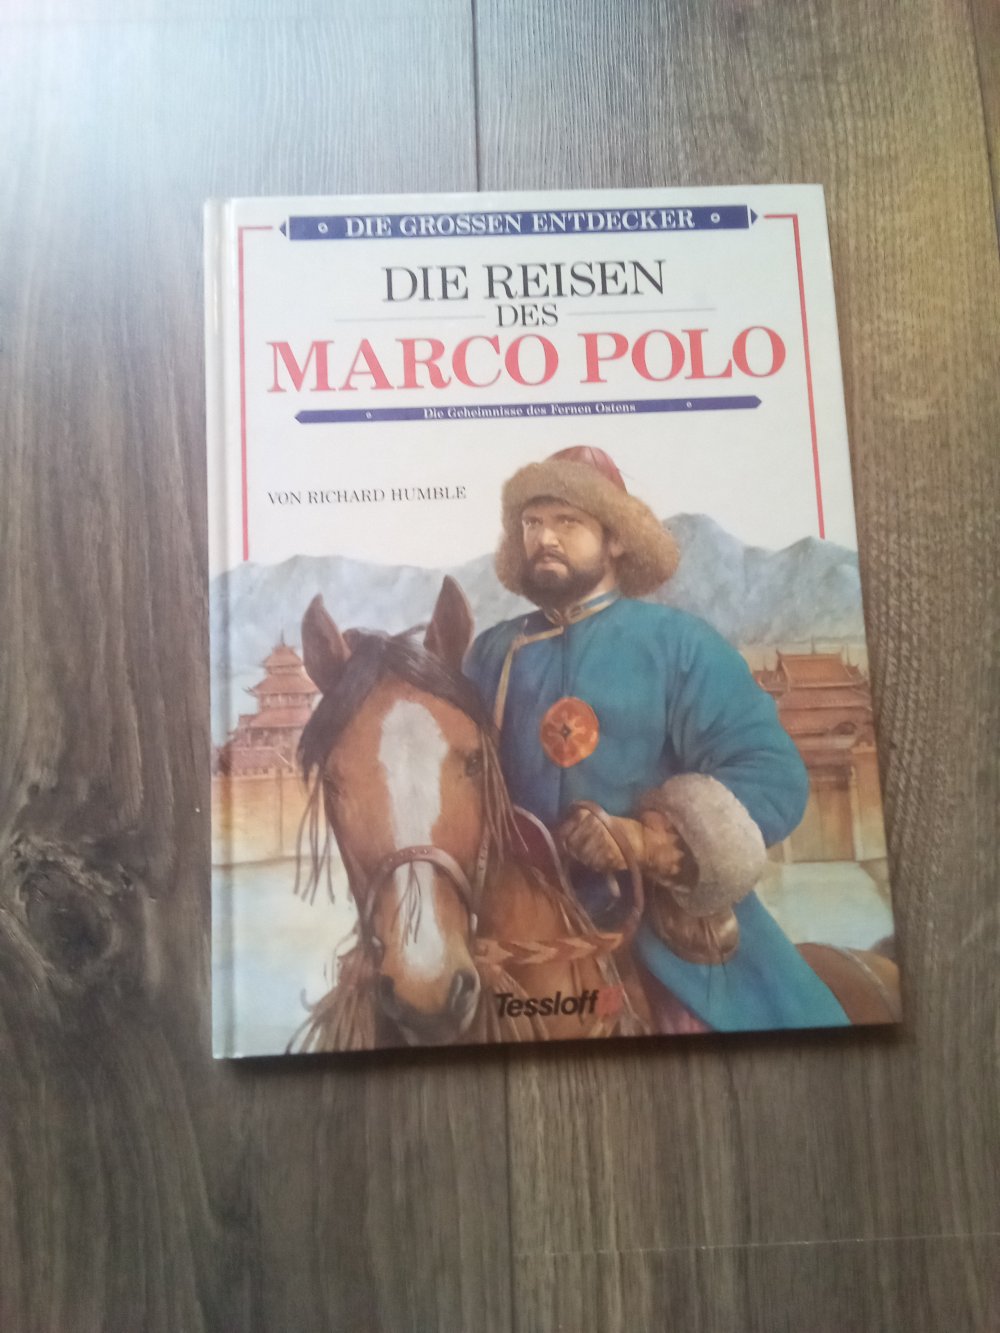 DIE GROSSEN ENTDECKER
DIE REISEN
DES
MARCO POLO
Die Geheimnisse des Fernen Ostens
VON RICHARD HUMBLE
Tessloff